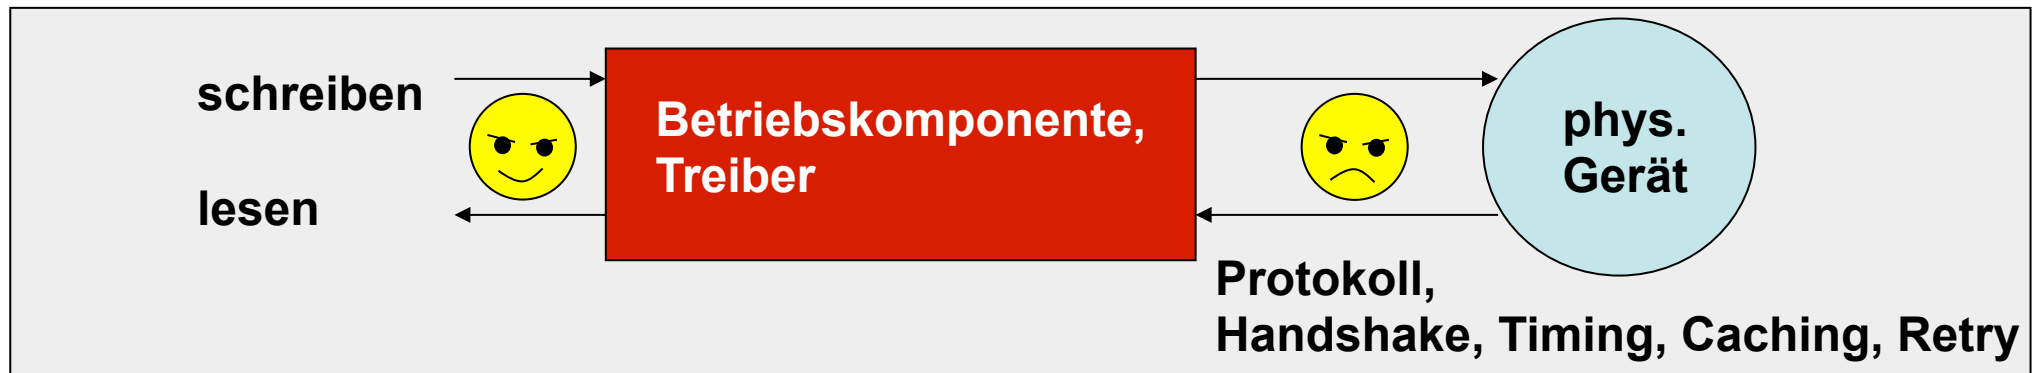 schreiben
lesen
Betriebskomponente,
Treiber
phys.
Gerät
Protokoll,
Handshake, Timing, Caching, Retry